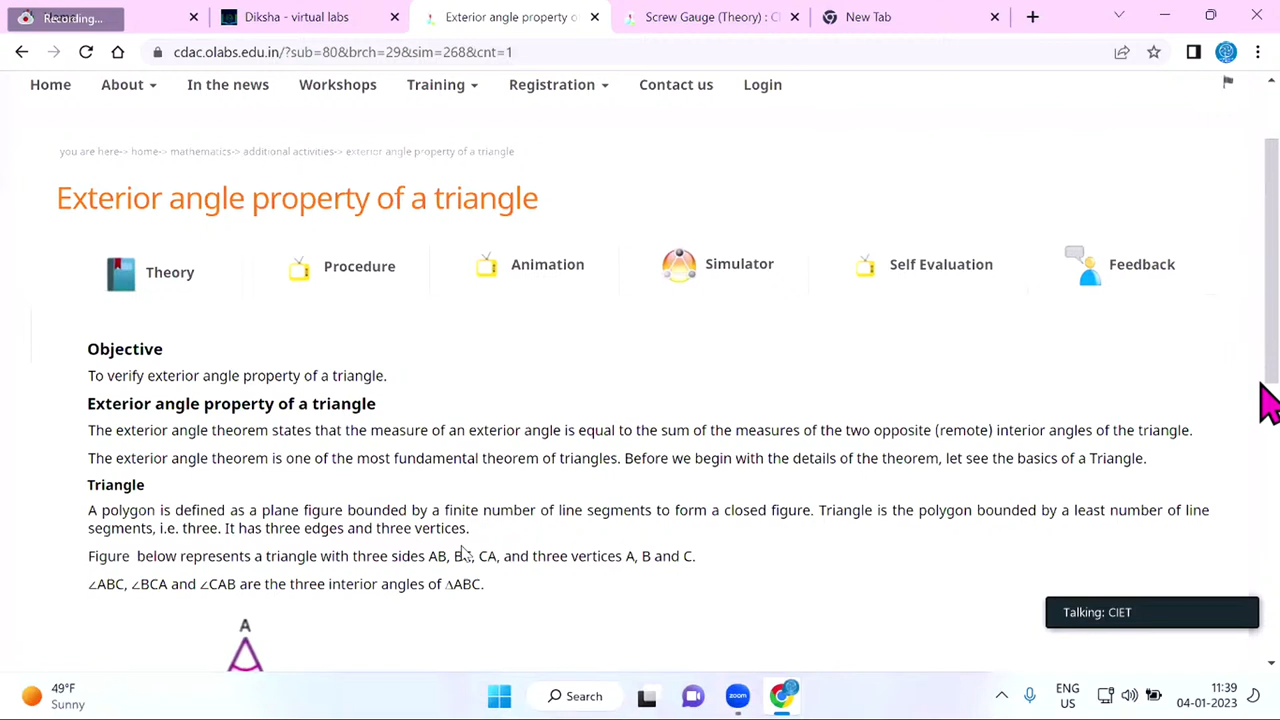 Recording...
Diksha - virtual labs
Exterior angle property o
Screw Gauge (Theory) : C
New Tab
cdac.olabs.edu.in/?sub=80&brch=29&sim=268&cnt=1
Home About In the news Workshops Training Registration Contact us Login
you are here-> home-> mathematics-> additional activities-> exterior angle property of a triangle
Exterior angle property of a triangle
Theory Procedure Animation Simulator Self Evaluation Feedback
Objective
To verify exterior angle property of a triangle.
Exterior angle property of a triangle
The exterior angle theorem states that the measure of an exterior angle is equal to the sum of the measures of the two opposite (remote) interior angles of the triangle.
The exterior angle theorem is one of the most fundamental theorem of triangles. Before we begin with the details of the theorem, let see the basics of a Triangle.
Triangle
A polygon is defined as a plane figure bounded by a finite number of line segments to form a closed figure. Triangle is the polygon bounded by a least number of line
segments, i.e. three. It has three edges and three vertices.
Figure below represents a triangle with three sides AB, BC, CA, and three vertices A, B and C.
∠ABC, ∠BCA and ∠CAB are the three interior angles of ∆ABC.
Talking: CIET
A
49°F
Sunny
Search
ENG
US
11:39
04-01-2023